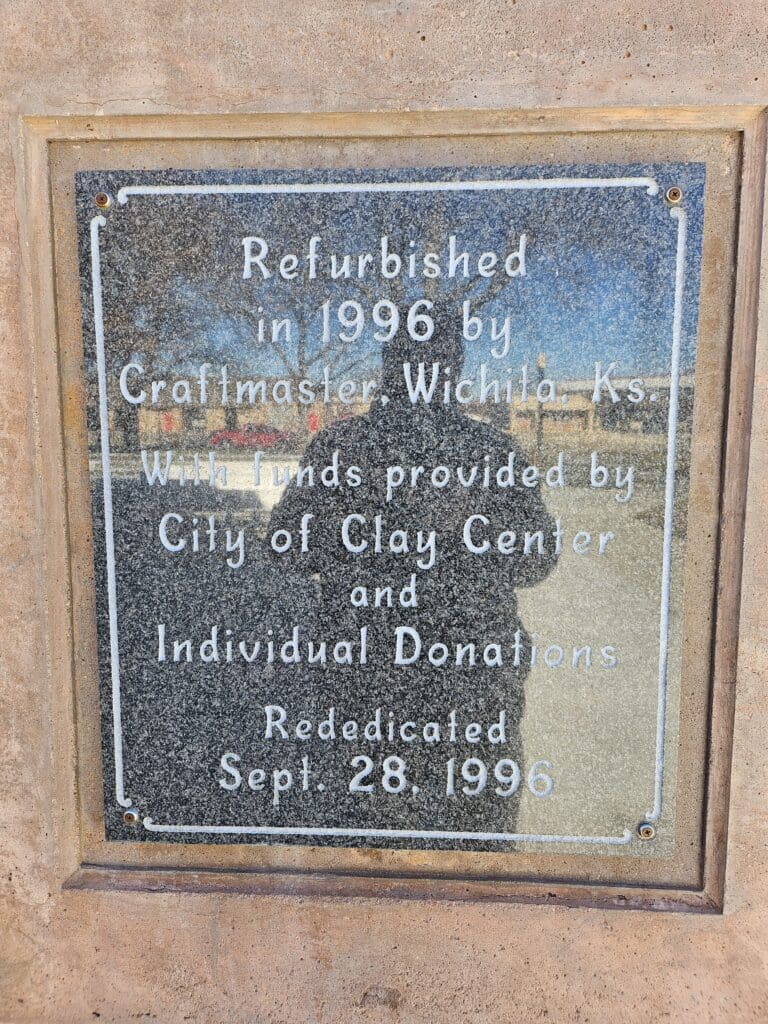 Refurbished
in 1996 by
Craftmaster, Wichita, Ks.
With funds provided by
City of Clay Center
and
Individual Donations
Rededicated
Sept. 28, 1996